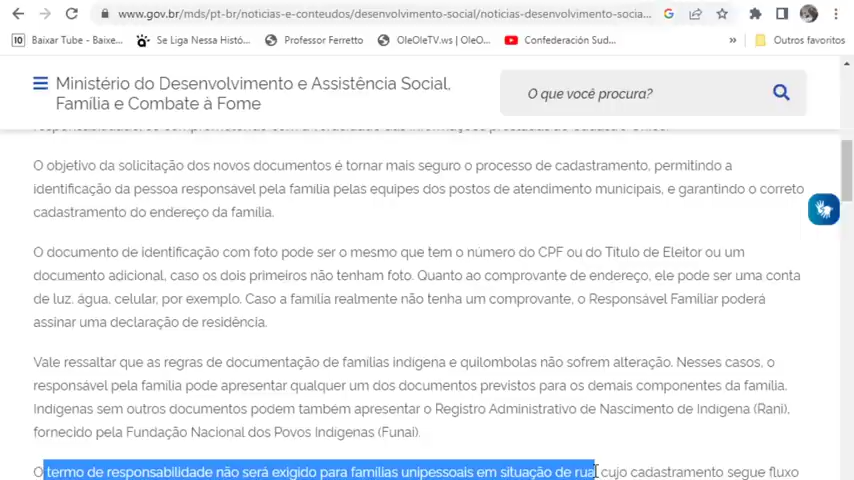 www.gov.br/mds/pt-br/noticias-e-conteudos/desenvolvimento-social/noticias-desenvolvimento-socia...
Baixar Tube - Baixe...
Se Liga Nessa Histó...
Professor Ferretto
OleOleTV.ws | OleO...
Confederación Sud...
»
Outros favoritos
Ministério do Desenvolvimento e Assistência Social,
Família e Combate à Fome
O que você procura?
O objetivo da solicitação dos novos documentos é tornar mais seguro o processo de cadastramento, permitindo a
identificação da pessoa responsável pela família pelas equipes dos postos de atendimento municipais, e garantindo o correto
cadastramento do endereço da família.
O documento de identificação com foto pode ser o mesmo que tem o número do CPF ou do Título de Eleitor ou um
documento adicional, caso os dois primeiros não tenham foto. Quanto ao comprovante de endereço, ele pode ser uma conta
de luz, água, celular, por exemplo. Caso a família realmente não tenha um comprovante, o Responsável Familiar poderá
assinar uma declaração de residência.
Vale ressaltar que as regras de documentação de famílias indígena e quilombolas não sofrem alteração. Nesses casos, o
responsável pela família pode apresentar qualquer um dos documentos previstos para os demais componentes da família.
Indígenas sem outros documentos podem também apresentar o Registro Administrativo de Nascimento de Indígena (Rani),
fornecido pela Fundação Nacional dos Povos Indígenas (Funai).
O termo de responsabilidade não será exigido para famílias unipessoais em situação de rua, cujo cadastramento segue fluxo